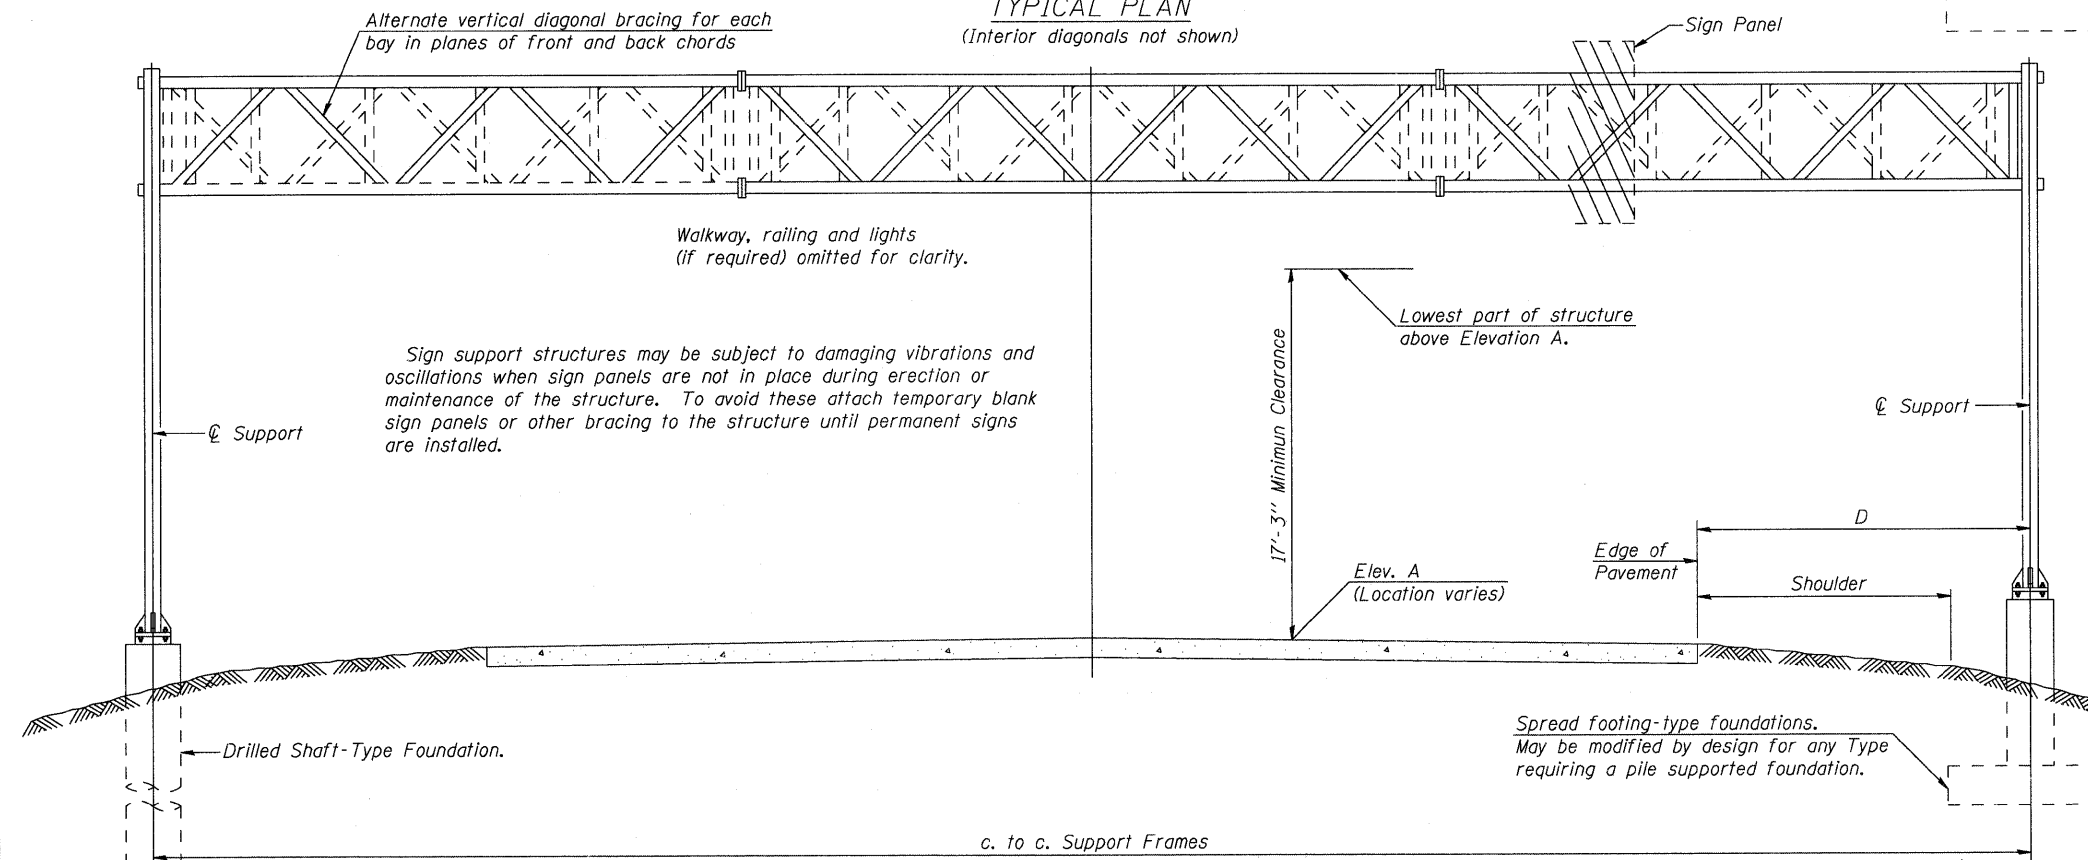 TYPICAL PLAN
(Interior diagonals not shown)
Alternate vertical diagonal bracing for each
bay in planes of front and back chords
Sign Panel
Walkway, railing and lights
(if required) omitted for clarity.
Lowest part of structure
above Elevation A.
Sign support structures may be subject to damaging vibrations and
oscillations when sign panels are not in place during erection or
maintenance of the structure. To avoid these attach temporary blank
sign panels or other bracing to the structure until permanent signs
are installed.
17'-3" Minimun Clearance
℄ Support
℄ Support
D
Edge of
Pavement
Elev. A
(Location varies)
Shoulder
Drilled Shaft-Type Foundation.
Spread footing-type foundations.
May be modified by design for any Type
requiring a pile supported foundation.
c. to c. Support Frames